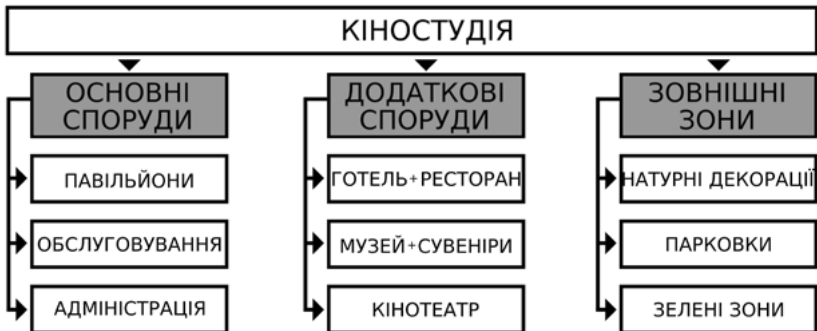 КІНОСТУДІЯ
ОСНОВНІ
СПОРУДИ
ПАВІЛЬЙОНИ
ОБСЛУГОВУВАННЯ
АДМІНІСТРАЦІЯ
ДОДАТКОВІ
СПОРУДИ
ГОТЕЛЬ+РЕСТОРАН
МУЗЕЙ+СУВЕНІРИ
КІНОТЕАТР
ЗОВНІШНІ
ЗОНИ
НАТУРНІ ДЕКОРАЦІЇ
ПАРКОВКИ
ЗЕЛЕНІ ЗОНИ